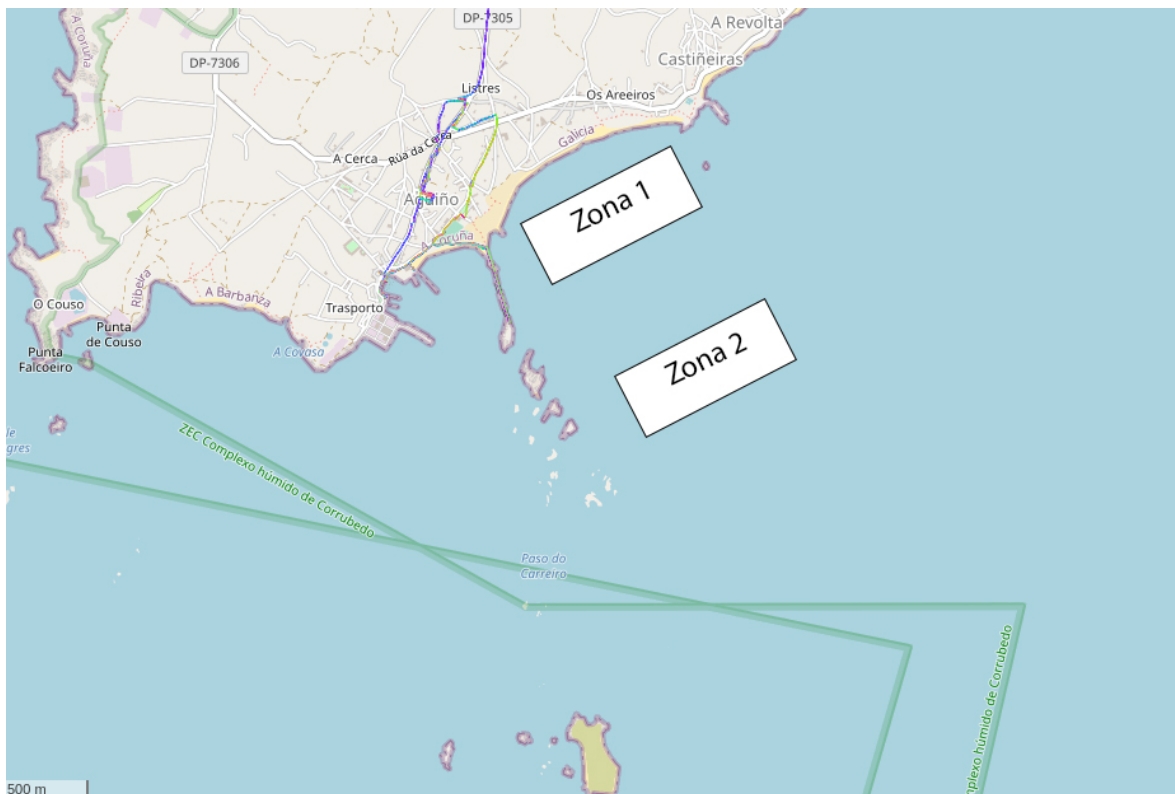 A Coruña
DP-7305
A Revolta
DP-7306
Castiñeiras
Listres
Os Areeiros
Rúa da Cerca
Galicia
A Cerca
Aguiño
Zona 1
A Coruña
Ribeira
A Barbanza
O Couso
Trasporto
Punta
de Couso
A Covasa
Punta
Falcoeiro
Zona 2
ZEC Complexo húmido de Corrubedo
Paso do
Carreiro
mplexo húmido de Corrubedo
500 m